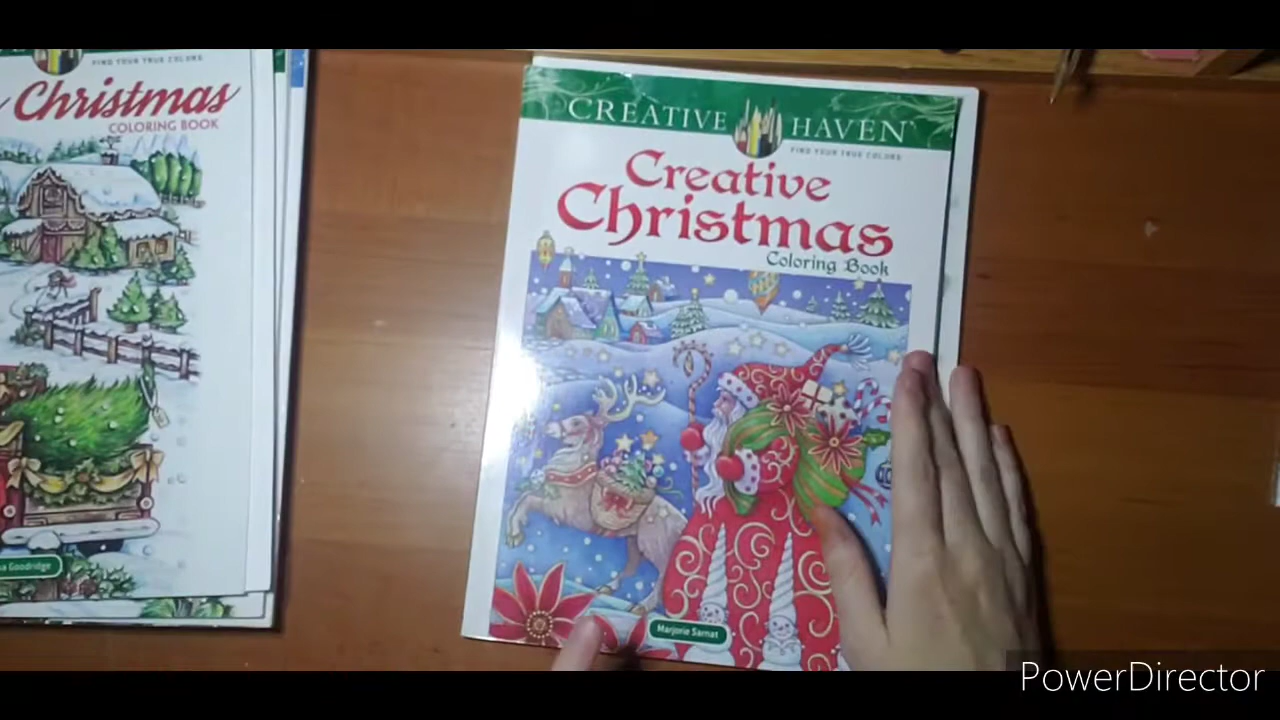 FIND YOUR TRUE COLORS
Christmas
COLORING BOOK
a Goodridge
CREATIVE HAVEN
FIND YOUR TRUE COLORS
Creative
Christmas
Coloring Book
Marjorie Sarnat
PowerDirector